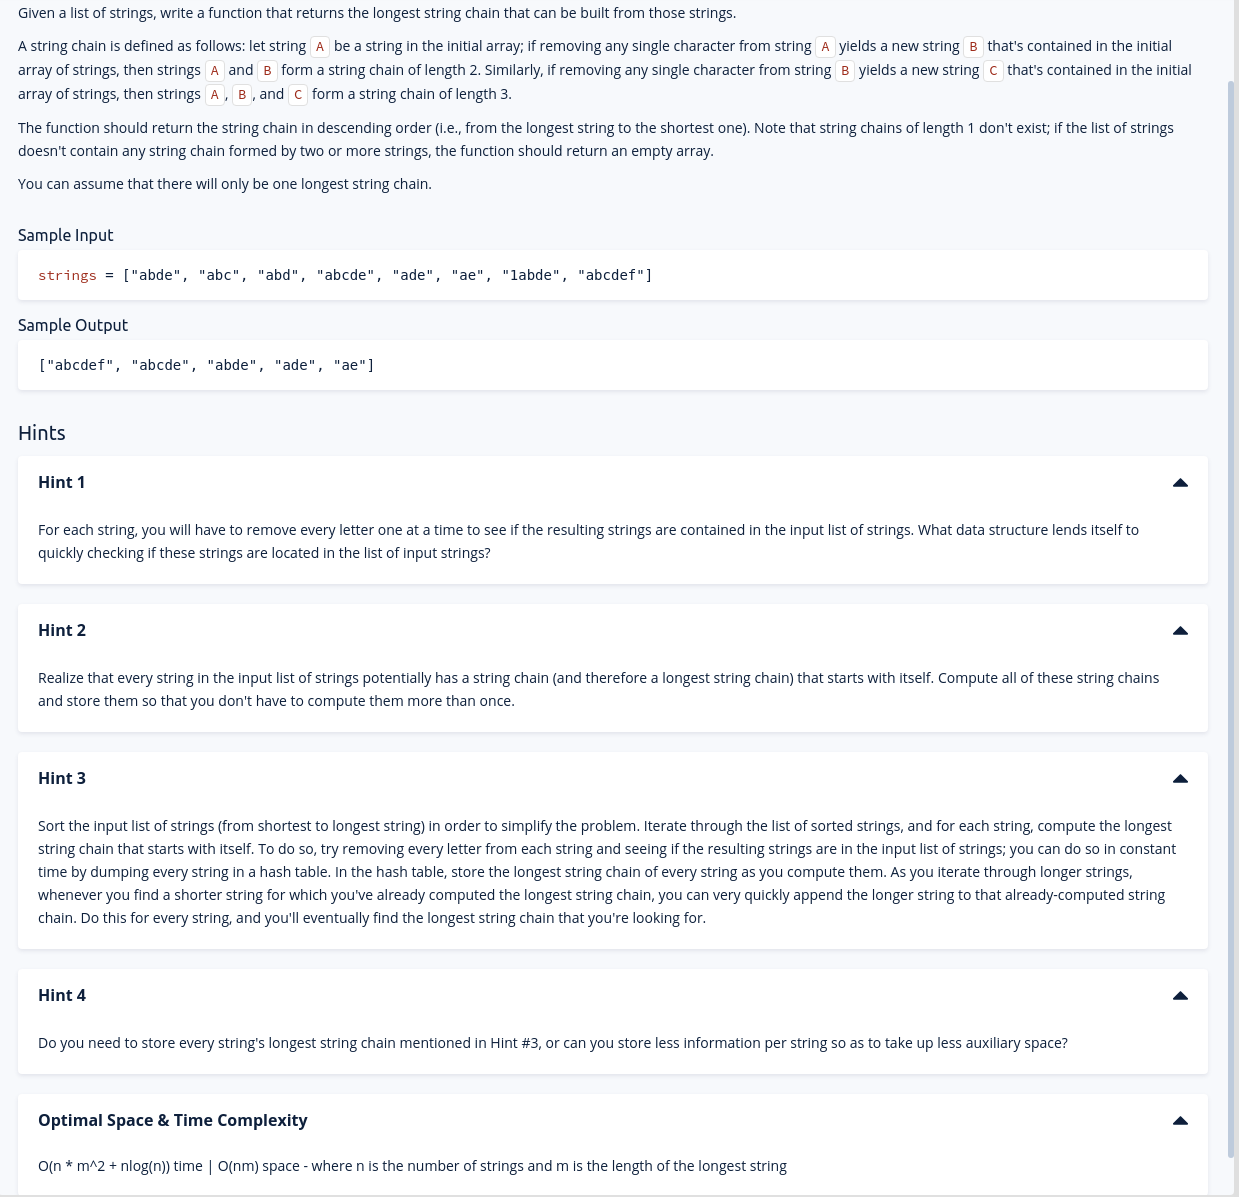 Given a list of strings, write a function that returns the longest string chain that can be built from those strings.
A string chain is defined as follows: let string A be a string in the initial array; if removing any single character from string A yields a new string B that's contained in the initial
array of strings, then strings A and B form a string chain of length 2. Similarly, if removing any single character from string B yields a new string C that's contained in the initial
array of strings, then strings A, B, and C form a string chain of length 3.
The function should return the string chain in descending order (i.e., from the longest string to the shortest one). Note that string chains of length 1 don't exist; if the list of strings
doesn't contain any string chain formed by two or more strings, the function should return an empty array.
You can assume that there will only be one longest string chain.
Sample Input
strings = ["abde", "abc", "abd", "abcde", "ade", "ae", "1abde", "abcdef"]
Sample Output
["abcdef", "abcde", "abde", "ade", "ae"]
Hints
Hint 1
For each string, you will have to remove every letter one at a time to see if the resulting strings are contained in the input list of strings. What data structure lends itself to
quickly checking if these strings are located in the list of input strings?
Hint 2
Realize that every string in the input list of strings potentially has a string chain (and therefore a longest string chain) that starts with itself. Compute all of these string chains
and store them so that you don't have to compute them more than once.
Hint 3
Sort the input list of strings (from shortest to longest string) in order to simplify the problem. Iterate through the list of sorted strings, and for each string, compute the longest
string chain that starts with itself. To do so, try removing every letter from each string and seeing if the resulting strings are in the input list of strings; you can do so in constant
time by dumping every string in a hash table. In the hash table, store the longest string chain of every string as you compute them. As you iterate through longer strings,
whenever you find a shorter string for which you've already computed the longest string chain, you can very quickly append the longer string to that already-computed string
chain. Do this for every string, and you'll eventually find the longest string chain that you're looking for.
Hint 4
Do you need to store every string's longest string chain mentioned in Hint #3, or can you store less information per string so as to take up less auxiliary space?
Optimal Space & Time Complexity
O(n * m^2 + nlog(n)) time | O(nm) space - where n is the number of strings and m is the length of the longest string